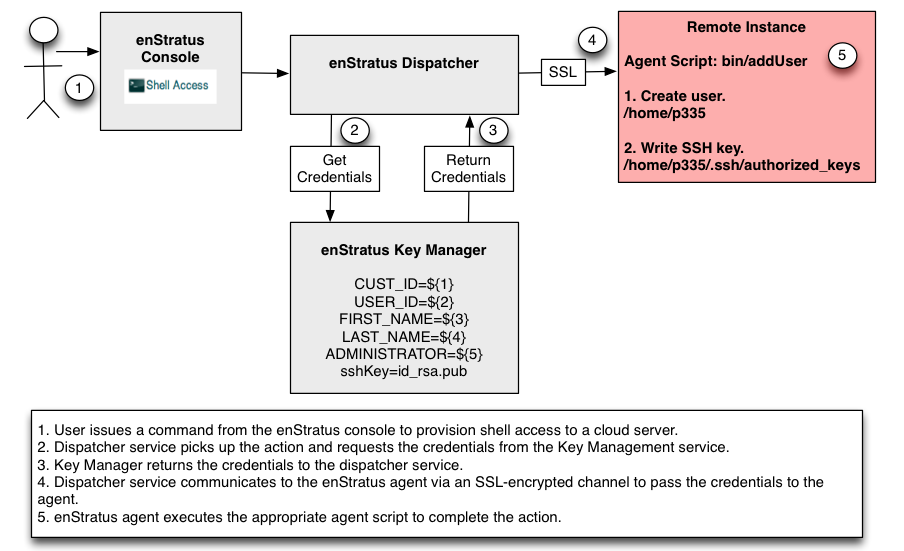 enStratus
Console
Shell Access
1
enStratus Dispatcher
4
SSL
Remote Instance
Agent Script: bin/addUser
5
1. Create user.
/home/p335
2. Write SSH key.
/home/p335/.ssh/authorized_keys
2
3
Get
Credentials
Return
Credentials
enStratus Key Manager
CUST_ID=${1}
USER_ID=${2}
FIRST_NAME=${3}
LAST_NAME=${4}
ADMINISTRATOR=${5}
sshKey=id_rsa.pub
1. User issues a command from the enStratus console to provision shell access to a cloud server.
2. Dispatcher service picks up the action and requests the credentials from the Key Management service.
3. Key Manager returns the credentials to the dispatcher service.
4. Dispatcher service communicates to the enStratus agent via an SSL-encrypted channel to pass the credentials to the
agent.
5. enStratus agent executes the appropriate agent script to complete the action.